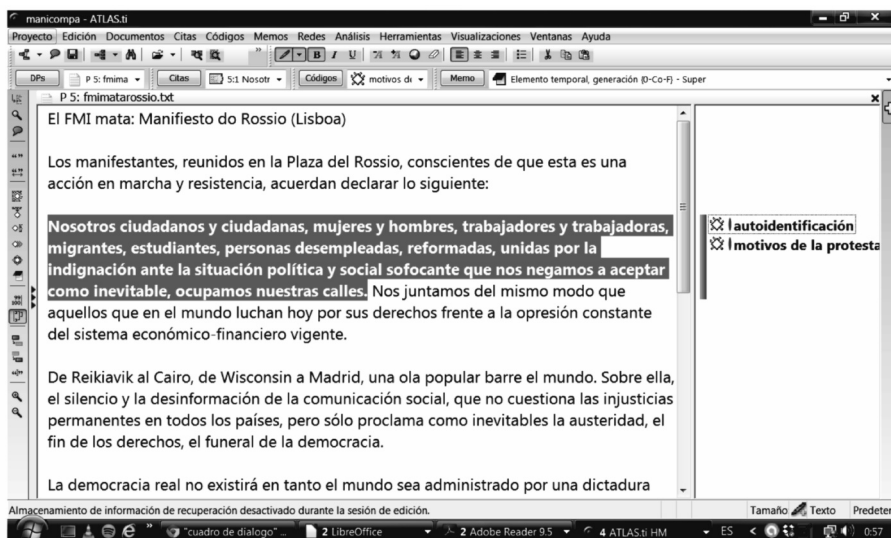 manicompa - ATLAS.ti
Proyecto Edición Documentos Citas Códigos Memos Redes Análisis Herramientas Visualizaciones Ventanas Ayuda
DPs P 5: fmima Citas 5:1 Nosotr Códigos motivos de Memo Elemento temporal, generación {0-Co-F} - Super
P 5: fmimatarossio.txt
El FMI mata: Manifiesto do Rossio (Lisboa)
Los manifestantes, reunidos en la Plaza del Rossio, conscientes de que esta es una
acción en marcha y resistencia, acuerdan declarar lo siguiente:
Nosotros ciudadanos y ciudadanas, mujeres y hombres, trabajadores y trabajadoras,
migrantes, estudiantes, personas desempleadas, reformadas, unidas por la
indignación ante la situación política y social sofocante que nos negamos a aceptar
como inevitable, ocupamos nuestras calles. Nos juntamos del mismo modo que
aquellos que en el mundo luchan hoy por sus derechos frente a la opresión constante
del sistema económico-financiero vigente.
autoidentificación
motivos de la protesta
De Reikiavik al Cairo, de Wisconsin a Madrid, una ola popular barre el mundo. Sobre ella,
el silencio y la desinformación de la comunicación social, que no cuestiona las injusticias
permanentes en todos los países, pero sólo proclama como inevitables la austeridad, el
fin de los derechos, el funeral de la democracia.
La democracia real no existirá en tanto el mundo sea administrado por una dictadura
Almacenamiento de información de recuperación desactivado durante la sesión de edición. Tamaño Texto Predeter
"cuadro de dialogo"... 2 LibreOffice 2 Adobe Reader 9.5 4 ATLAS.ti HM ES 0:57